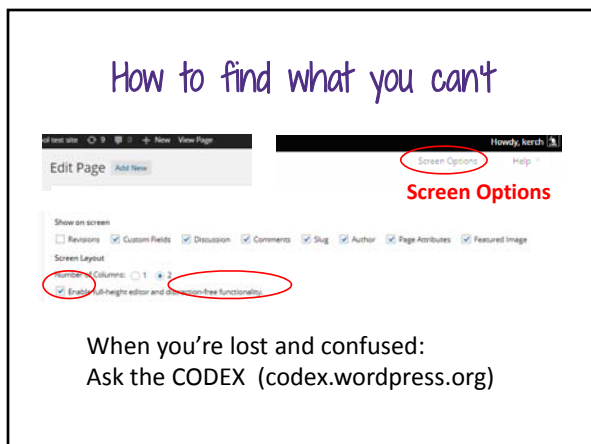 How to find what you can't
ol test site 9 0 + New View Page
Howdy, kerch
Edit Page Add New
Screen Options Help
Screen Options
Show on screen
Revisions Custom Fields Discussion Comments Slug Author Page Attributes Featured Image
Screen Layout
Number of Columns: 1 2
Enable full-height editor and distraction-free functionality.
When you're lost and confused:
Ask the CODEX (codex.wordpress.org)